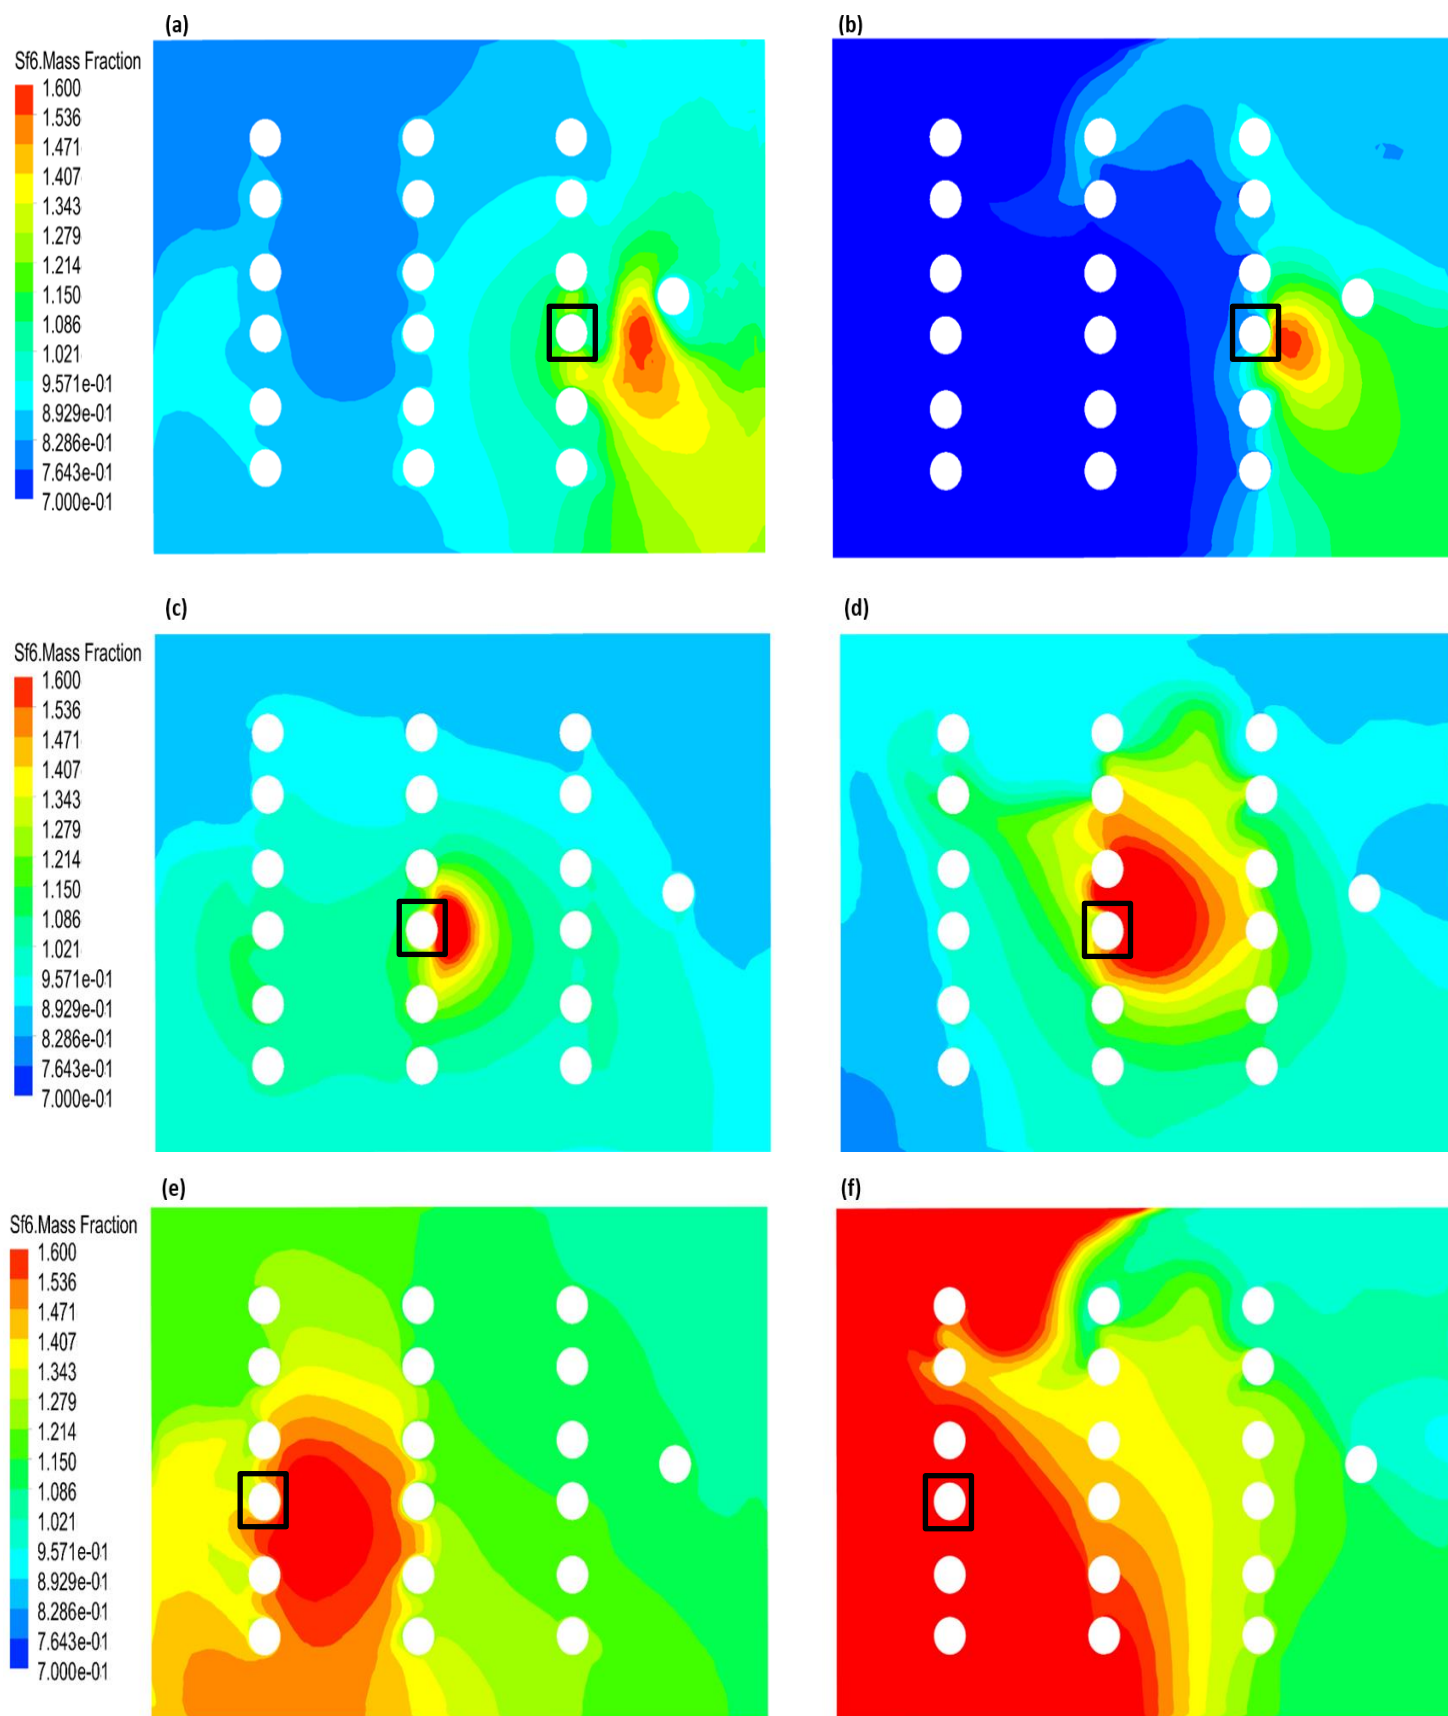 (a)
(b)
Sf6.Mass Fraction
1.600
1.536
1.471
1.407
1.343
1.279
1.214
1.150
1.086
1.021
9.571e-01
8.929e-01
8.286e-01
7.643e-01
7.000e-01
(c)
(d)
Sf6.Mass Fraction
1.600
1.536
1.471
1.407
1.343
1.279
1.214
1.150
1.086
1.021
9.571e-01
8.929e-01
8.286e-01
7.643e-01
7.000e-01
(e)
(f)
Sf6.Mass Fraction
1.600
1.536
1.471
1.407
1.343
1.279
1.214
1.150
1.086
1.021
9.571e-01
8.929e-01
8.286e-01
7.643e-01
7.000e-01